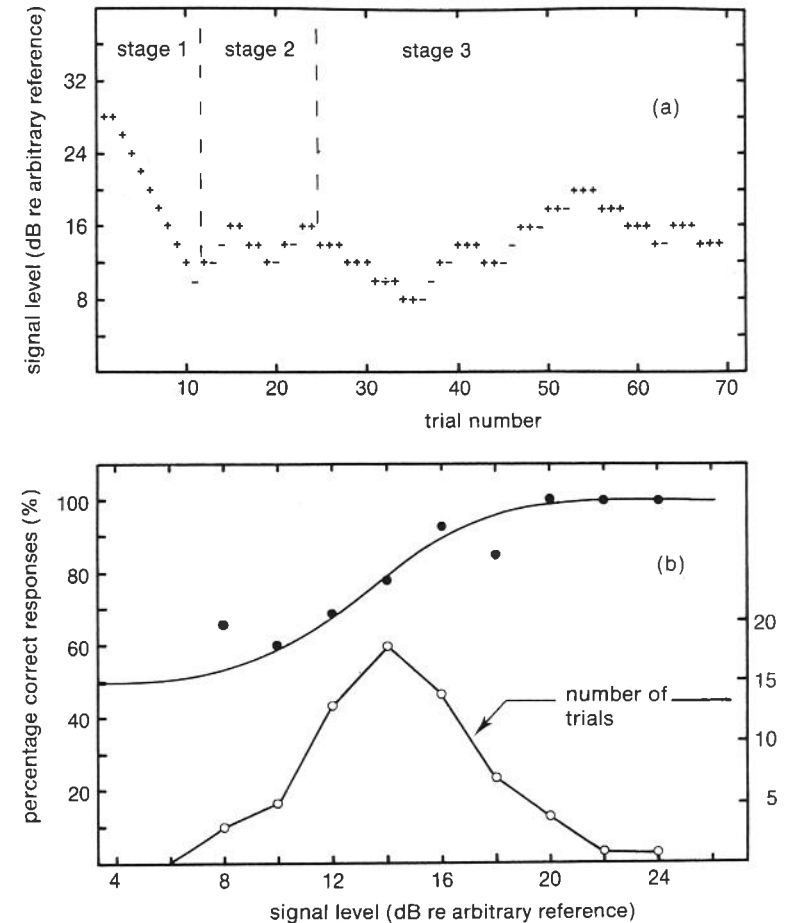 signal level (dB re arbitrary reference)
stage 1
stage 2
stage 3
(a)
32
24
16
8
10
20
30
40
50
60
70
trial number
percentage correct responses (%)
100
80
60
40
20
(b)
20
15
10
5
number of
trials
4
8
12
16
20
24
signal level (dB re arbitrary reference)